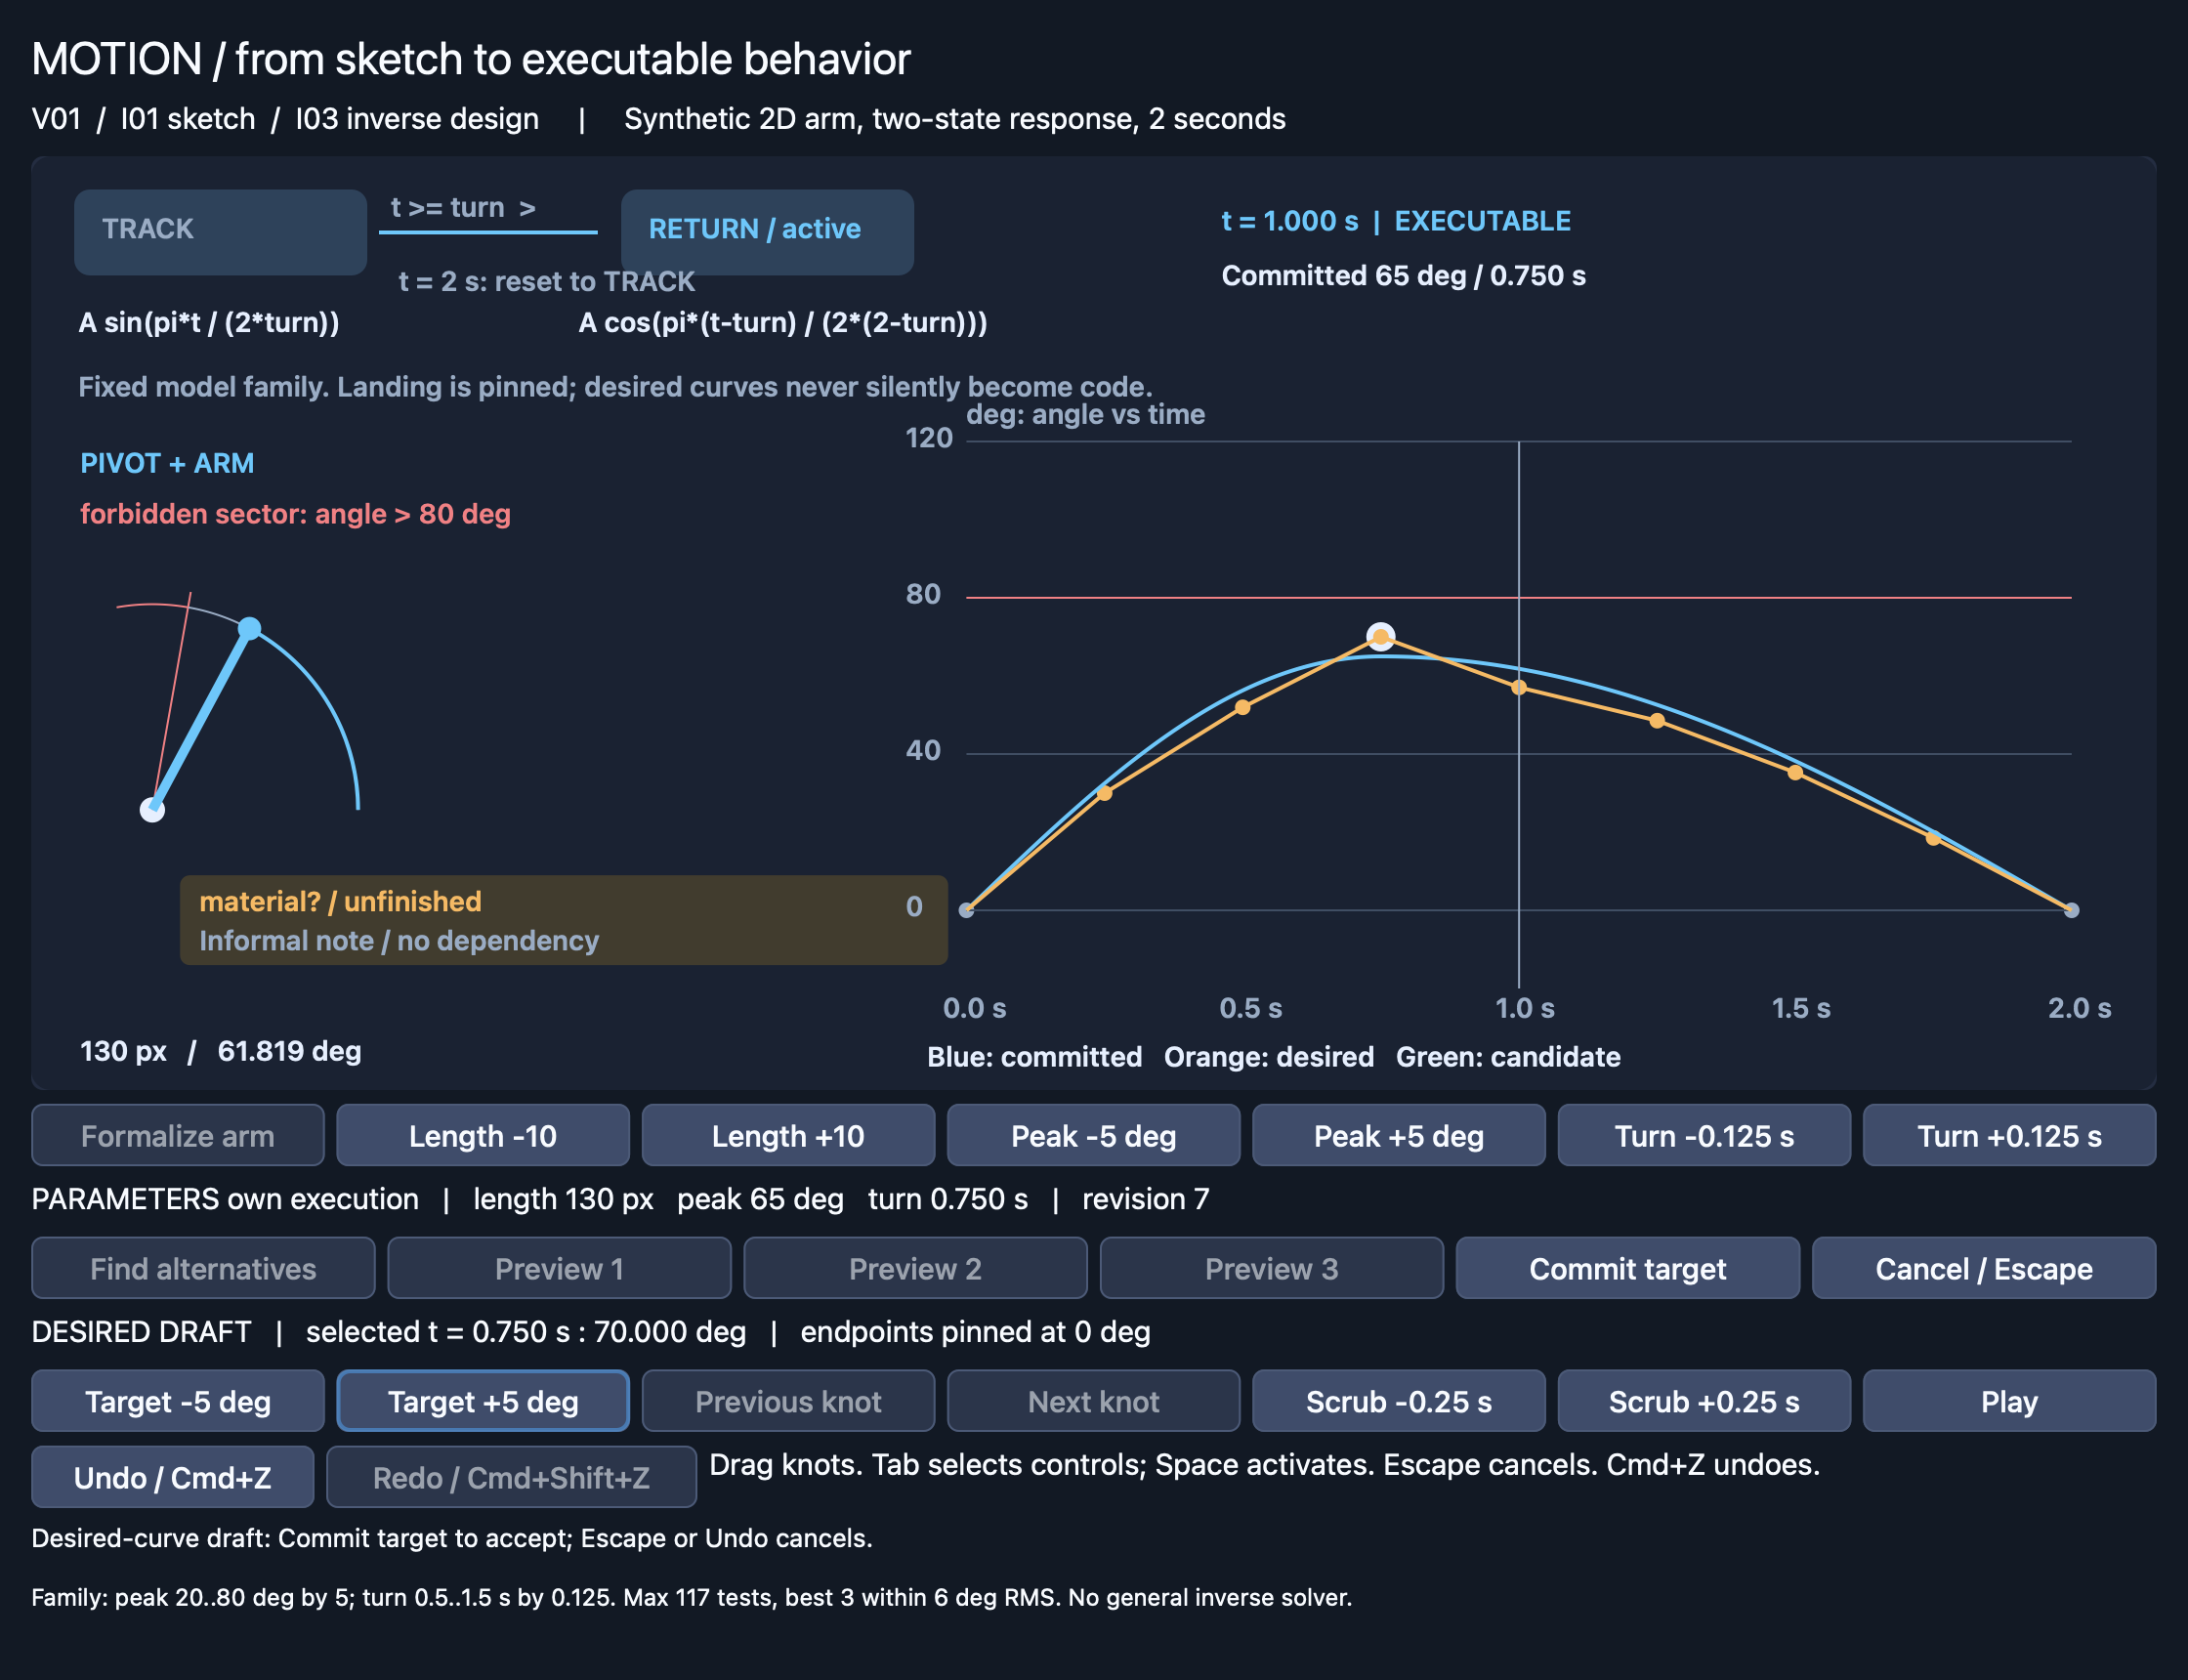 MOTION / from sketch to executable behavior
V01 / I01 sketch / I03 inverse design | Synthetic 2D arm, two-state response, 2 seconds
TRACK
t >= turn >
RETURN / active
t = 2 s: reset to TRACK
t = 1.000 s | EXECUTABLE
Committed 65 deg / 0.750 s
A sin(pi*t / (2*turn))
A cos(pi*(t-turn) / (2*(2-turn)))
Fixed model family. Landing is pinned; desired curves never silently become code.
deg: angle vs time
PIVOT + ARM
forbidden sector: angle > 80 deg
120
80
40
0
material? / unfinished
Informal note / no dependency
0.0 s
0.5 s
1.0 s
1.5 s
2.0 s
130 px / 61.819 deg
Blue: committed Orange: desired Green: candidate
Formalize arm
Length -10
Length +10
Peak -5 deg
Peak +5 deg
Turn -0.125 s
Turn +0.125 s
PARAMETERS own execution | length 130 px peak 65 deg turn 0.750 s | revision 7
Find alternatives
Preview 1
Preview 2
Preview 3
Commit target
Cancel / Escape
DESIRED DRAFT | selected t = 0.750 s : 70.000 deg | endpoints pinned at 0 deg
Target -5 deg
Target +5 deg
Previous knot
Next knot
Scrub -0.25 s
Scrub +0.25 s
Play
Undo / Cmd+Z
Redo / Cmd+Shift+Z
Drag knots. Tab selects controls; Space activates. Escape cancels. Cmd+Z undoes.
Desired-curve draft: Commit target to accept; Escape or Undo cancels.
Family: peak 20..80 deg by 5; turn 0.5..1.5 s by 0.125. Max 117 tests, best 3 within 6 deg RMS. No general inverse solver.